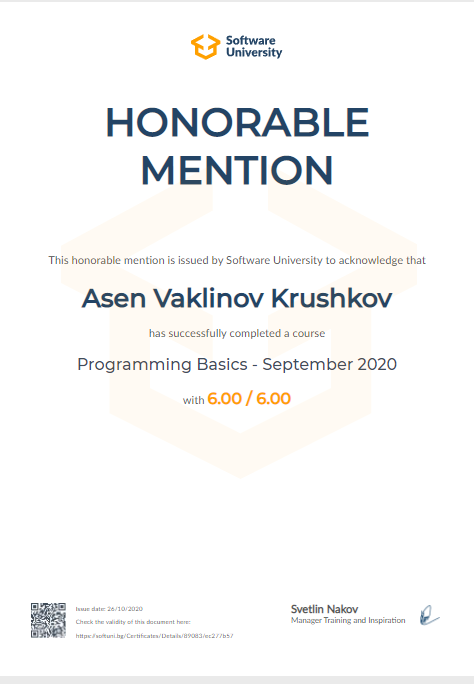 Software
University
HONORABLE
MENTION
This honorable mention is issued by Software University to acknowledge that
Asen Vaklinov Krushkov
has successfully completed a course
Programming Basics - September 2020
with 6.00 / 6.00
Issue date: 26/10/2020
Check the validity of this document here:
https://softuni.bg/Certificates/Details/89083/ec277b57
Svetlin Nakov
Manager Training and Inspiration